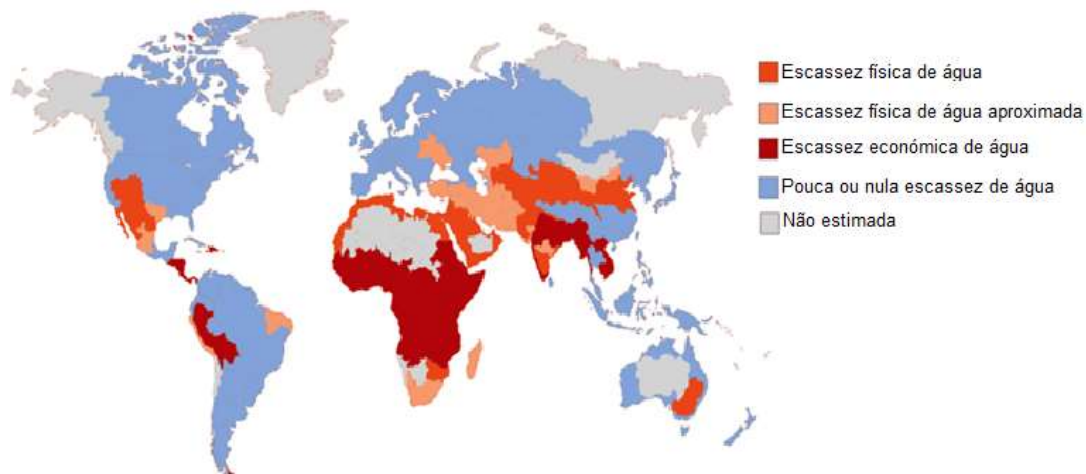 Escassez física de água
Escassez física de água aproximada
Escassez económica de água
Pouca ou nula escassez de água
Não estimada